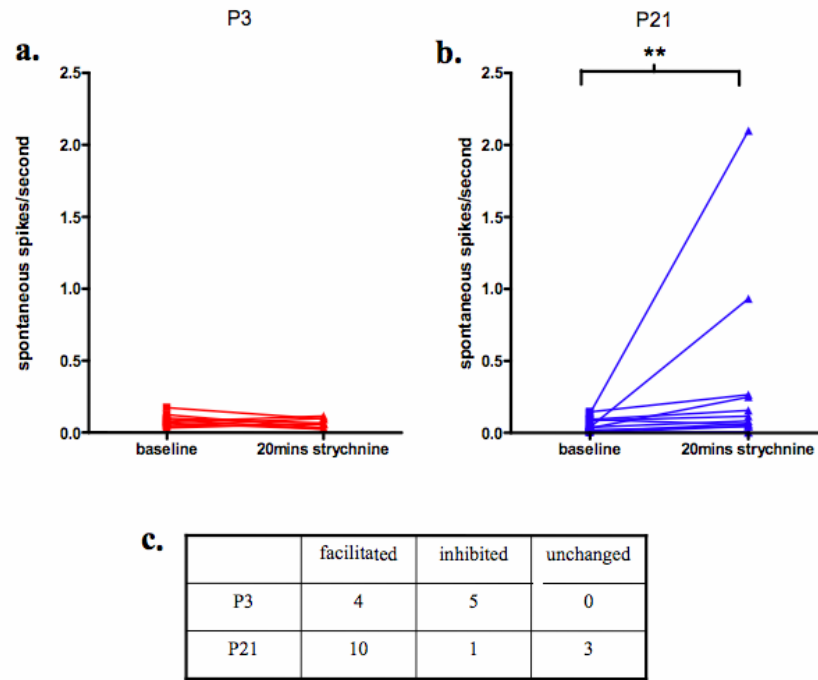 P3
P21
a.
b.
**
spontaneous spikes/second
2.5
2.0
1.5
1.0
0.5
0.0
baseline 20mins strychnine
spontaneous spikes/second
2.5
2.0
1.5
1.0
0.5
0.0
baseline 20mins strychnine
c.
facilitated inhibited unchanged
P3 4 5 0
P21 10 1 3